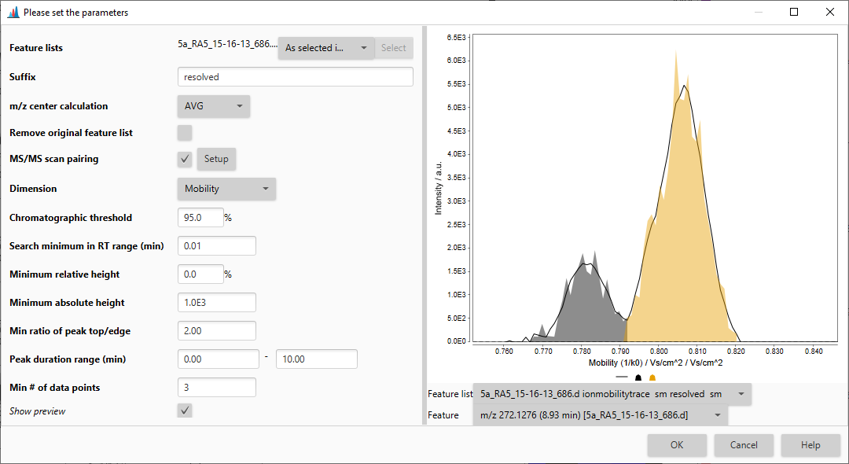 Please set the parameters
Feature lists 5a_RA5_15-16-13_686.... As selected i... Select
Suffix resolved
m/z center calculation AVG
Remove original feature list
MS/MS scan pairing Setup
Dimension Mobility
Chromatographic threshold 95.0 %
Search minimum in RT range (min) 0.01
Minimum relative height 0.0 %
Minimum absolute height 1.0E3
Min ratio of peak top/edge 2.00
Peak duration range (min) 0.00 - 10.00
Min # of data points 3
Show preview
Intensity / a.u.
6.5E3
6.0E3
5.5E3
5.0E3
4.5E3
4.0E3
3.5E3
3.0E3
2.5E3
2.0E3
1.5E3
1.0E3
5.0E2
0.0E0
0.760 0.770 0.780 0.790 0.800 0.810 0.820 0.830 0.840
Mobility (1/k0) / Vs/cm^2 / Vs/cm^2
Feature list 5a_RA5_15-16-13_686.d ionmobilitytrace sm resolved sm
Feature m/z 272.1276 (8.93 min) [5a_RA5_15-16-13_686.d]
OK Cancel Help